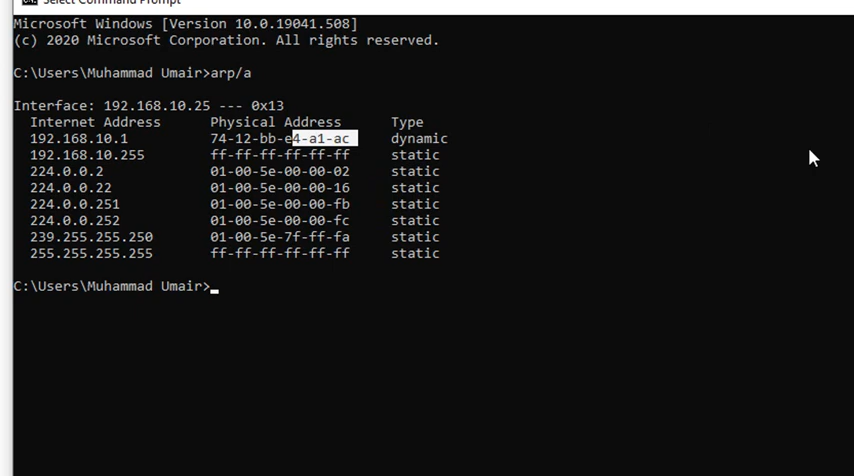 Select Command Prompt
Microsoft Windows [Version 10.0.19041.508]
(c) 2020 Microsoft Corporation. All rights reserved.
C:\Users\Muhammad Umair>arp/a
Interface: 192.168.10.25 --- 0x13
Internet Address Physical Address Type
192.168.10.1 74-12-bb-e4-a1-ac dynamic
192.168.10.255 ff-ff-ff-ff-ff-ff static
224.0.0.2 01-00-5e-00-00-02 static
224.0.0.22 01-00-5e-00-00-16 static
224.0.0.251 01-00-5e-00-00-fb static
224.0.0.252 01-00-5e-00-00-fc static
239.255.255.250 01-00-5e-7f-ff-fa static
255.255.255.255 ff-ff-ff-ff-ff-ff static
C:\Users\Muhammad Umair>